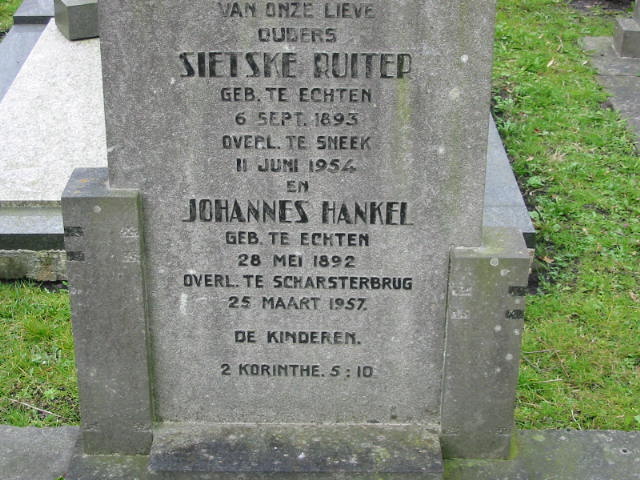 VAN ONZE LIEVE
OUDERS
SIETSKE RUITER
GEB. TE ECHTEN
6 SEPT. 1893
OVERL. TE SNEEK
11 JUNI 1954
EN
JOHANNES HANKEL
GEB. TE ECHTEN
28 MEI 1892
OVERL. TE SCHARSTERBRUG
25 MAART 1957.
DE KINDEREN.
2 KORINTHE. 5:10